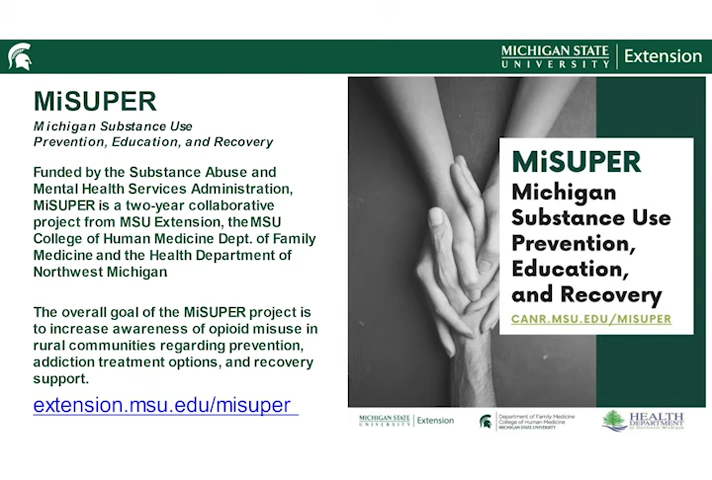 MICHIGAN STATE
UNIVERSITY
Extension
MiSUPER
Michigan Substance Use
Prevention, Education, and Recovery
Funded by the Substance Abuse and
Mental Health Services Administration,
MiSUPER is a two-year collaborative
project from MSU Extension, the MSU
College of Human Medicine Dept. of Family
Medicine and the Health Department of
Northwest Michigan
The overall goal of the MiSUPER project is
to increase awareness of opioid misuse in
rural communities regarding prevention,
addiction treatment options, and recovery
support.
extension.msu.edu/misuper
MiSUPER
Michigan
Substance Use
Prevention,
Education,
and Recovery
CANR.MSU.EDU/MISUPER
MICHIGAN STATE
UNIVERSITY
Extension
Department of Family Medicine
College of Human Medicine
MICHIGAN STATE UNIVERSITY
HEALTH
DEPARTMENT
of Northwest Michigan